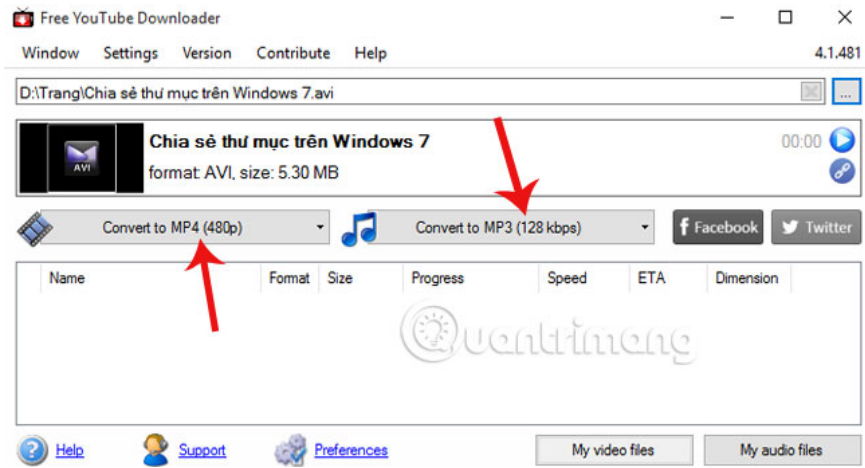 Free YouTube Downloader
Window Settings Version Contribute Help 4.1.481
D:\Trang\Chia sẻ thư mục trên Windows 7.avi ...
AVI
Chia sẻ thư mục trên Windows 7 00:00
format: AVI, size: 5.30 MB
Convert to MP4 (480p) Convert to MP3 (128 kbps) f Facebook Twitter
Name Format Size Progress Speed ETA Dimension
Quantrimang
Help Support Preferences My video files My audio files